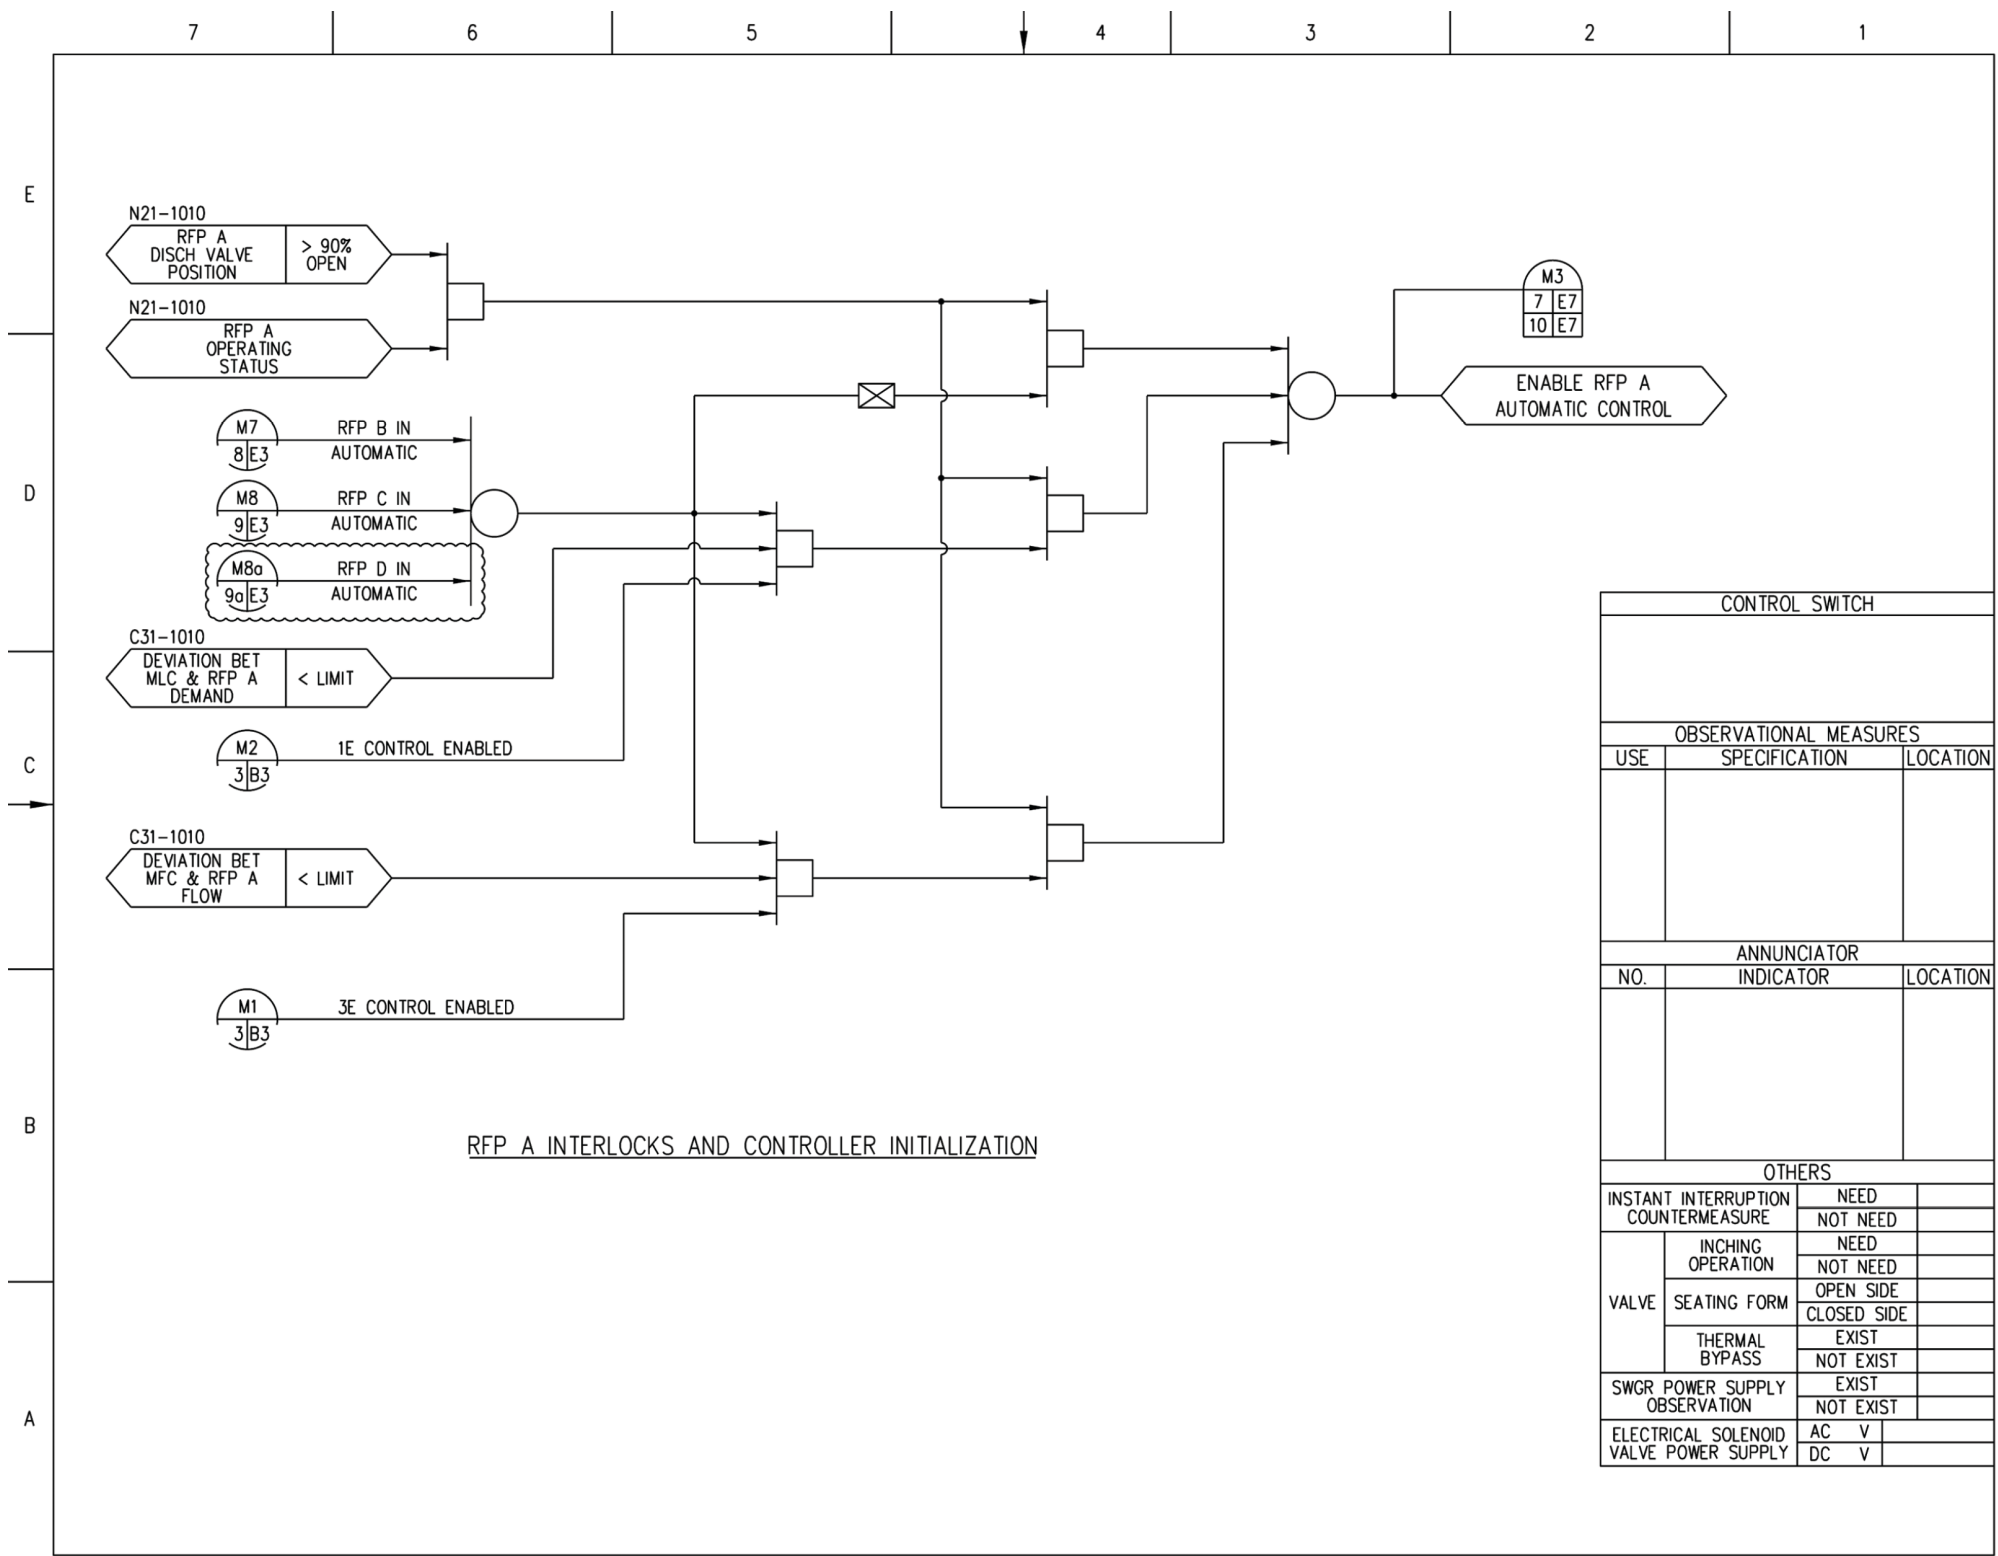 7 6 5 4 3 2 1
E
D
C
B
A
N21-1010
RFP A
DISCH VALVE
POSITION
> 90%
OPEN
N21-1010
RFP A
OPERATING
STATUS
M7
8 E3
RFP B IN
AUTOMATIC
M8
9 E3
RFP C IN
AUTOMATIC
M8a
9a E3
RFP D IN
AUTOMATIC
C31-1010
DEVIATION BET
MLC & RFP A
DEMAND
< LIMIT
M2
3 B3
1E CONTROL ENABLED
C31-1010
DEVIATION BET
MFC & RFP A
FLOW
< LIMIT
M1
3 B3
3E CONTROL ENABLED
M3
7 E7
10 E7
ENABLE RFP A
AUTOMATIC CONTROL
RFP A INTERLOCKS AND CONTROLLER INITIALIZATION
CONTROL SWITCH
OBSERVATIONAL MEASURES
USE SPECIFICATION LOCATION
ANNUNCIATOR
NO. INDICATOR LOCATION
OTHERS
INSTANT INTERRUPTION
COUNTERMEASURE
NEED
NOT NEED
VALVE
INCHING
OPERATION
NEED
NOT NEED
SEATING FORM
OPEN SIDE
CLOSED SIDE
THERMAL
BYPASS
EXIST
NOT EXIST
SWGR POWER SUPPLY
OBSERVATION
EXIST
NOT EXIST
ELECTRICAL SOLENOID
VALVE POWER SUPPLY
AC V
DC V